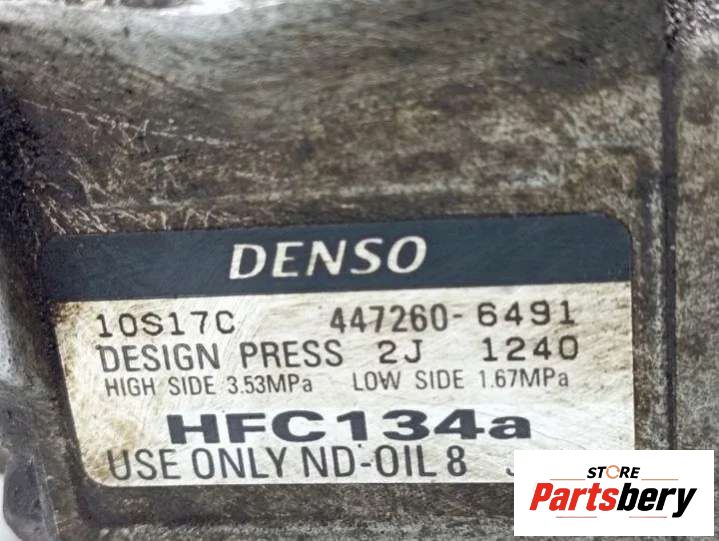 DENSO
10S17C 447260-6491
DESIGN PRESS 2J 1240
HIGH SIDE 3.53MPa LOW SIDE 1.67MPa
HFC134a
USE ONLY ND-OIL 8
STORE
Partsbery